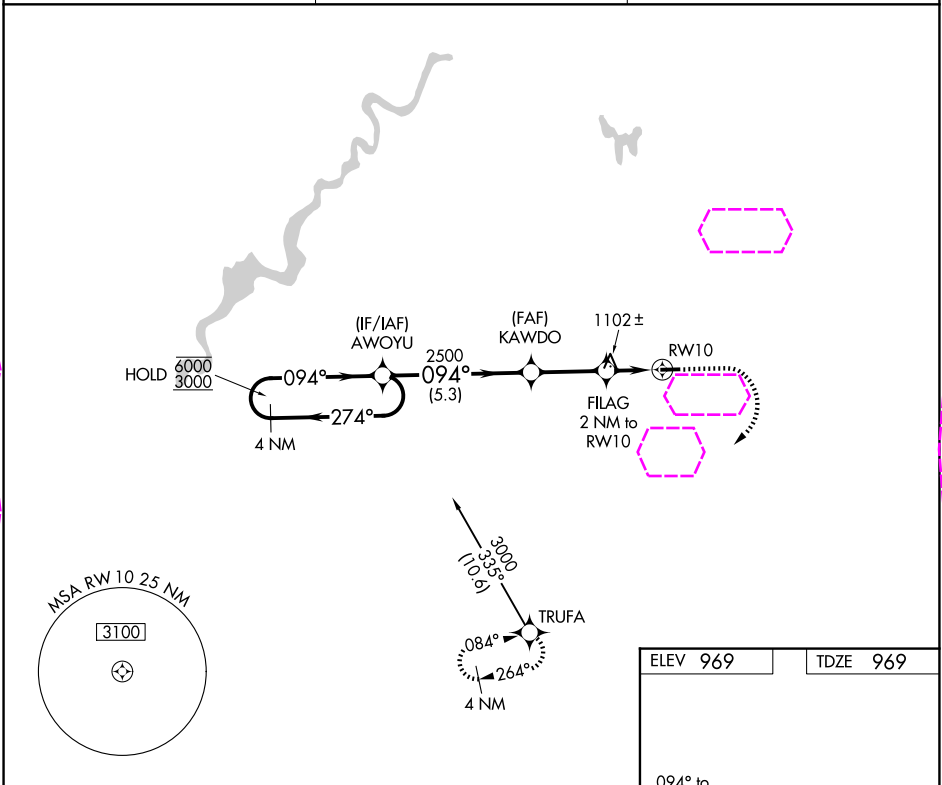 (IF/IAF)
AWOYU
(FAF)
KAWDO
1102 ±
RW10
HOLD
6000
3000
094°
2500
094°
(5.3)
274°
4 NM
FILAG
2 NM to
RW10
3000
335°
(10.6)
TRUFA
084°
264°
4 NM
MSA RW 10 25 NM
3100
ELEV 969
TDZE 969
094° to